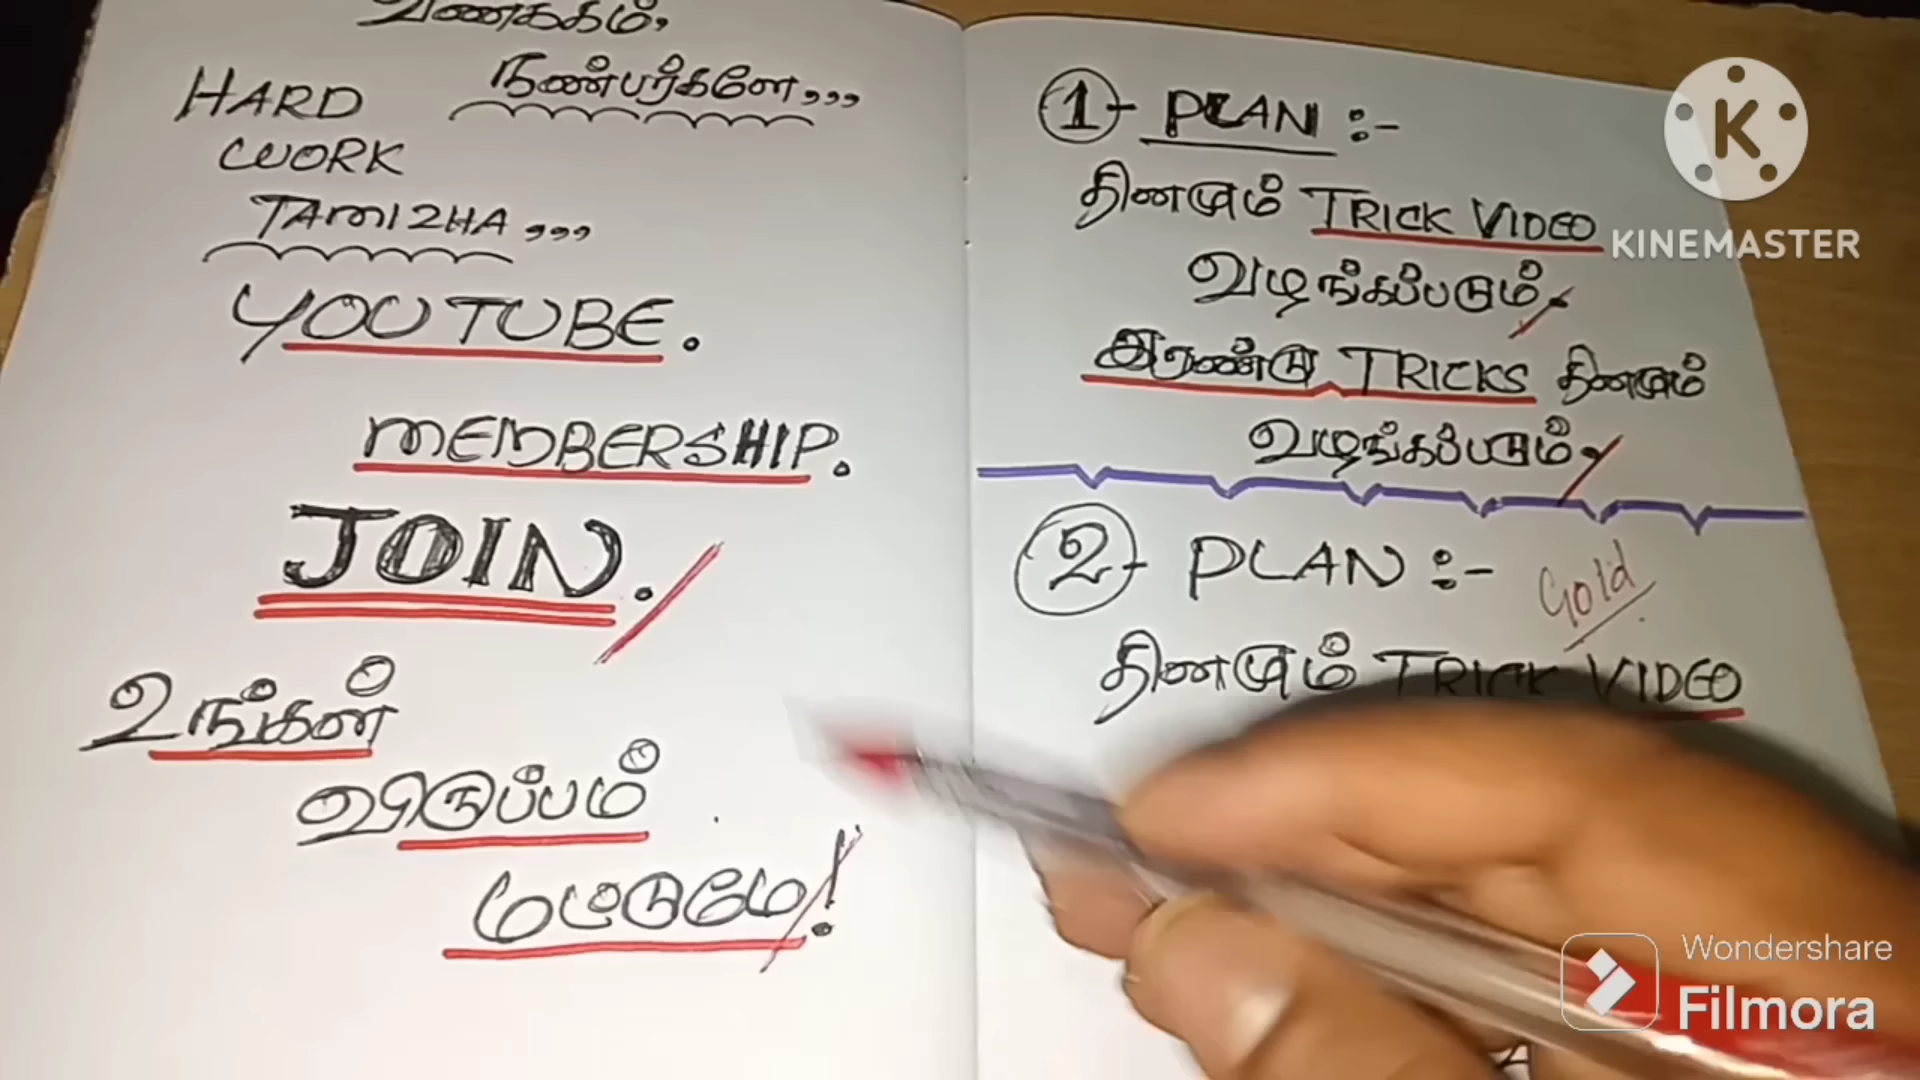 வணக்கம்,
நண்பர்களே,,,
HARD
WORK
TAMIZHA,,,
YOUTUBE.
MEMBERSHIP.
JOIN.
உங்கள்
விருப்பம்
மட்டுமே!
1- PLAN :-
தினமும் TRICK VIDEO
வழங்கப்படும்.
இரண்டு TRICKS தினமும்
வழங்கப்படும்.
2- PLAN :- Gold
தினமும் TRICK VIDEO
K
KINEMASTER
Wondershare
Filmora